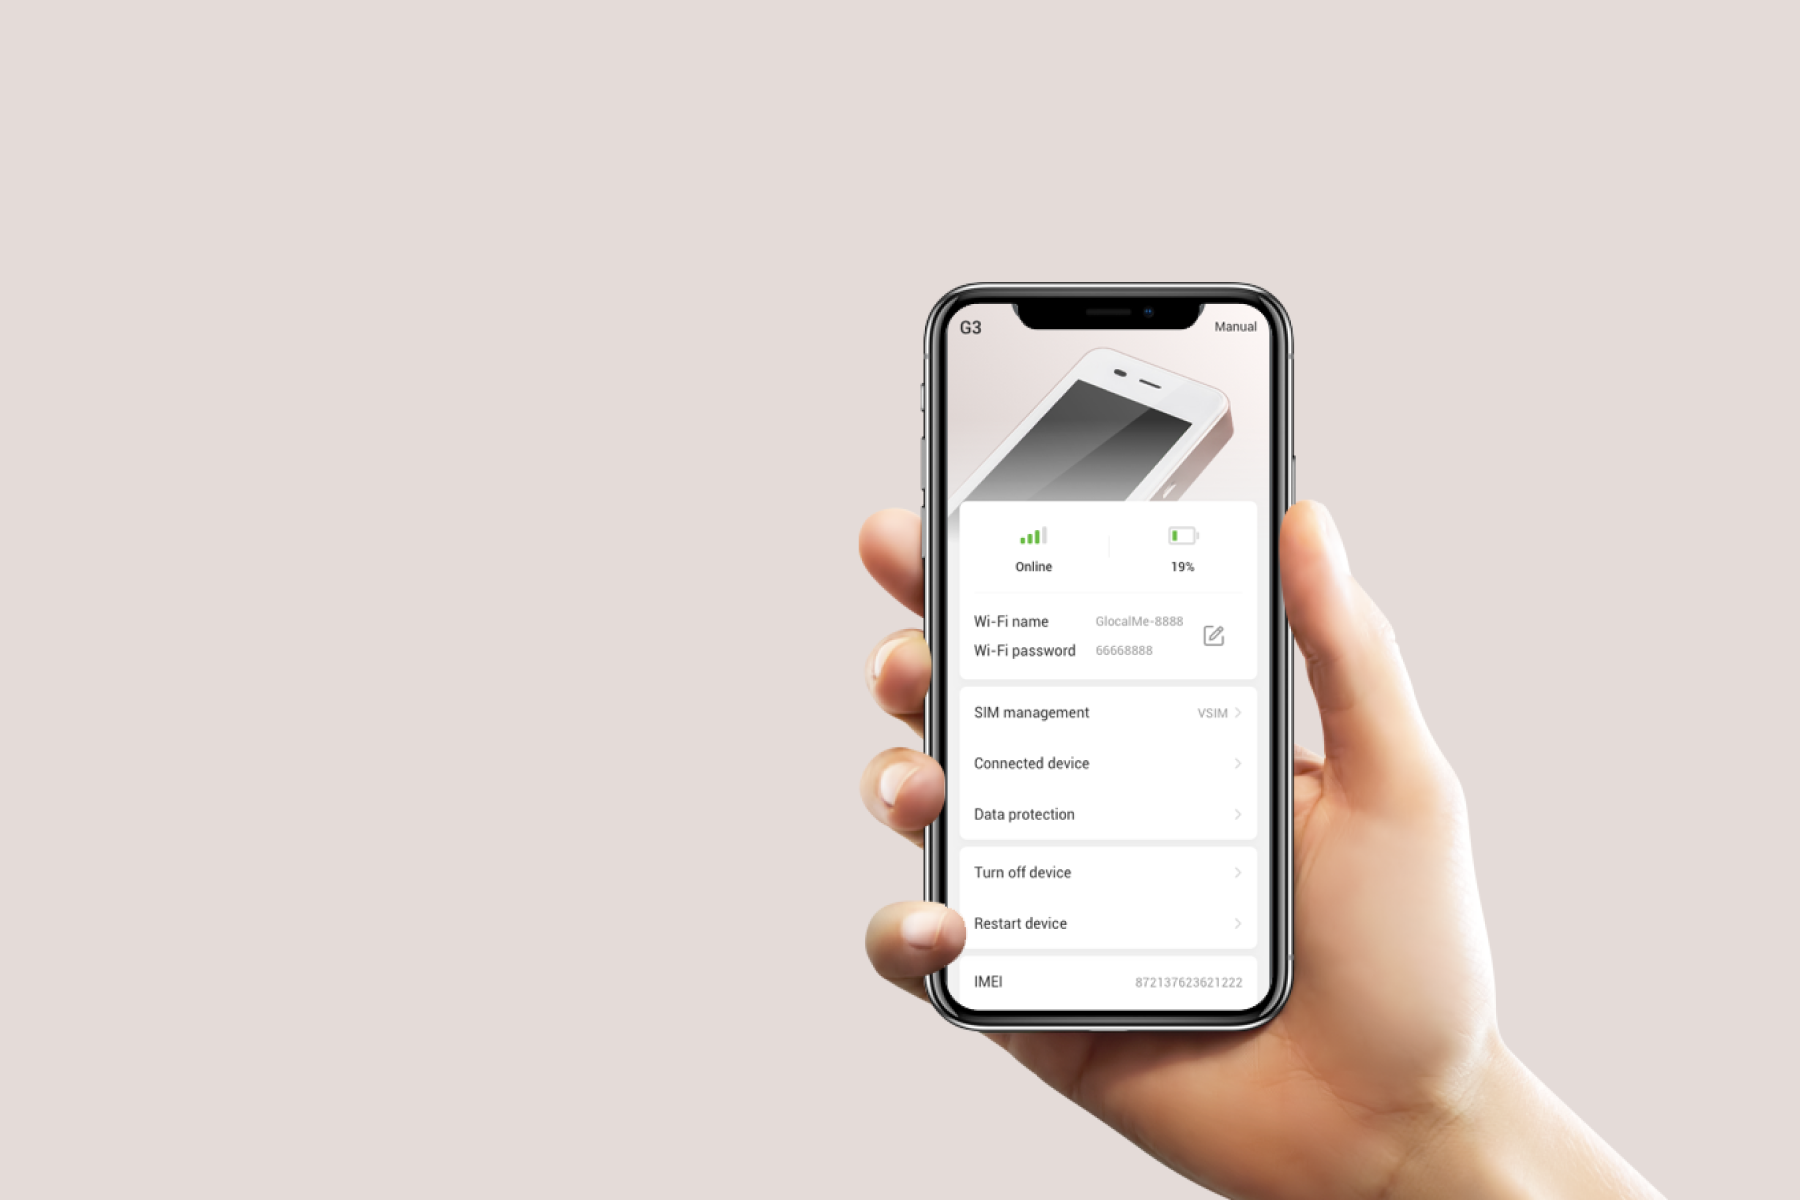 G3
Manual
Online
19%
Wi-Fi name GlocalMe-8888
Wi-Fi password 66668888
SIM management VSIM
Connected device
Data protection
Turn off device
Restart device
IMEI 872137623621222